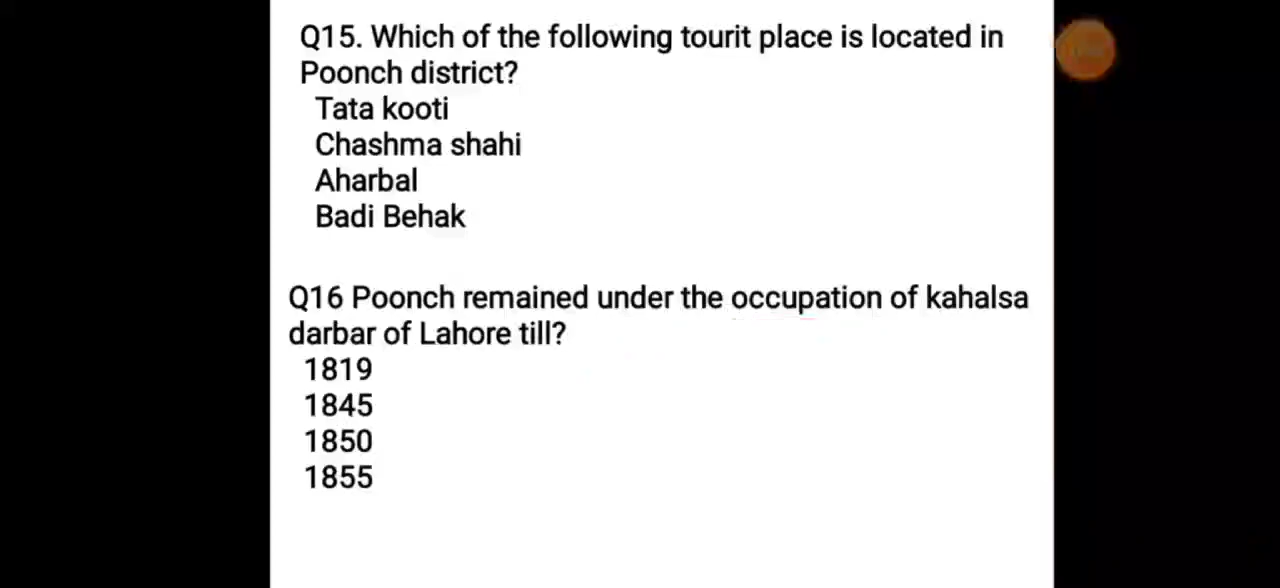 Q15. Which of the following tourit place is located in
Poonch district?
Tata kooti
Chashma shahi
Aharbal
Badi Behak
Q16 Poonch remained under the occupation of kahalsa
darbar of Lahore till?
1819
1845
1850
1855